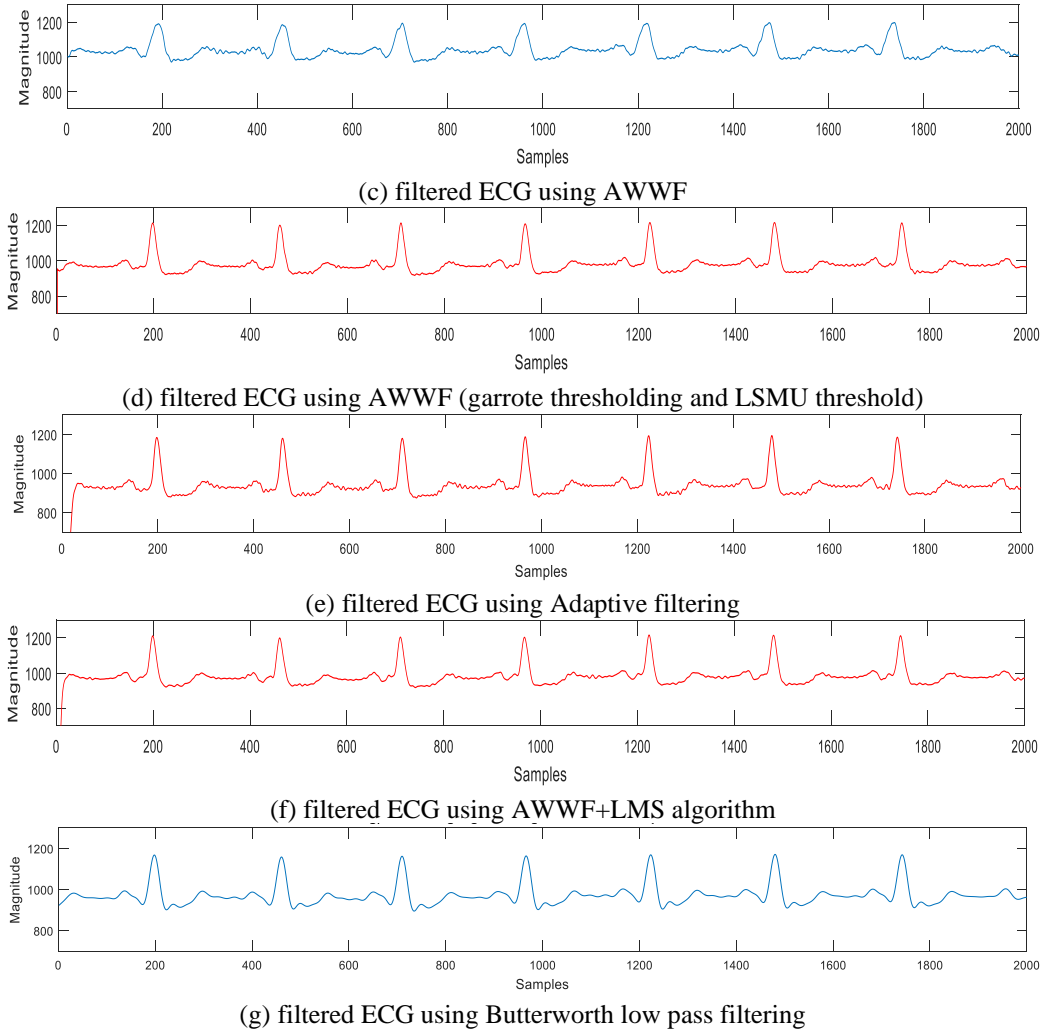 1200
1000
800
Magnitude
0 200 400 600 800 1000 1200 1400 1600 1800 2000
Samples
(c) filtered ECG using AWWF
1200
1000
800
Magnitude
0 200 400 600 800 1000 1200 1400 1600 1800 2000
Samples
(d) filtered ECG using AWWF (garrote thresholding and LSMU threshold)
1200
1000
800
Magnitude
0 200 400 600 800 1000 1200 1400 1600 1800 2000
Samples
(e) filtered ECG using Adaptive filtering
1200
1000
800
Magnitude
0 200 400 600 800 1000 1200 1400 1600 1800 2000
Samples
(f) filtered ECG using AWWF+LMS algorithm
1200
1000
800
Magnitude
0 200 400 600 800 1000 1200 1400 1600 1800 2000
Samples
(g) filtered ECG using Butterworth low pass filtering